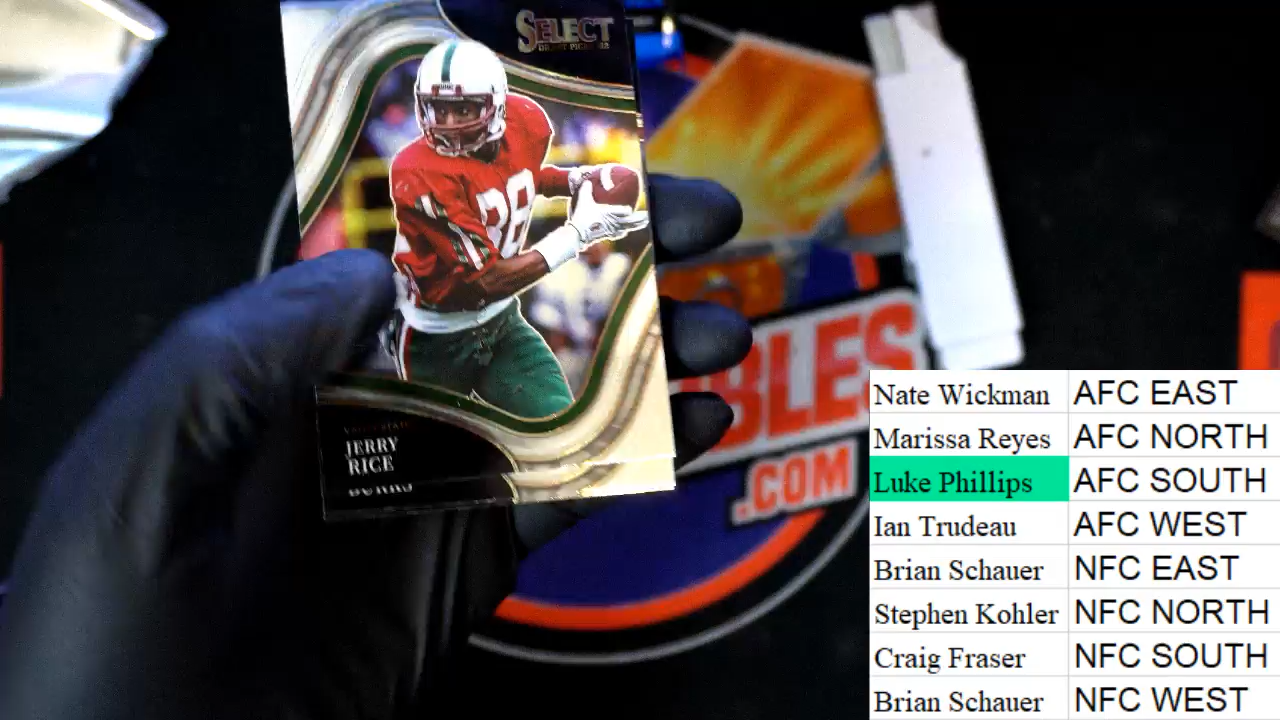 SELECT
DRAFT PICKS
88
JERRY
RICE
BLES
.COM
Nate Wickman AFC EAST
Marissa Reyes AFC NORTH
Luke Phillips AFC SOUTH
Ian Trudeau AFC WEST
Brian Schauer NFC EAST
Stephen Kohler NFC NORTH
Craig Fraser NFC SOUTH
Brian Schauer NFC WEST